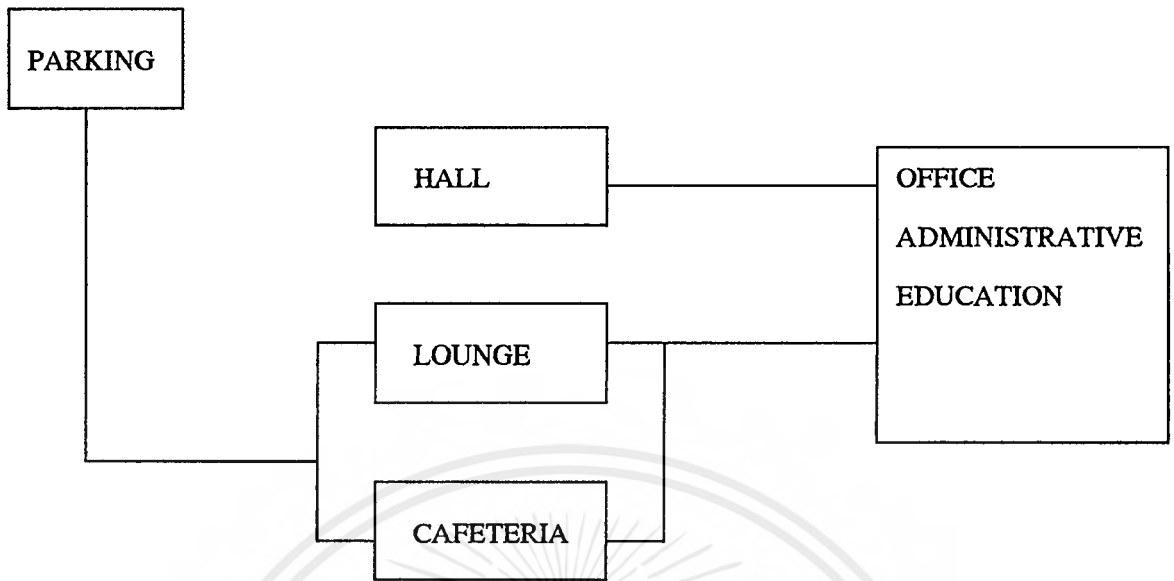 PARKING
HALL
OFFICE
ADMINISTRATIVE
EDUCATION
LOUNGE
CAFETERIA